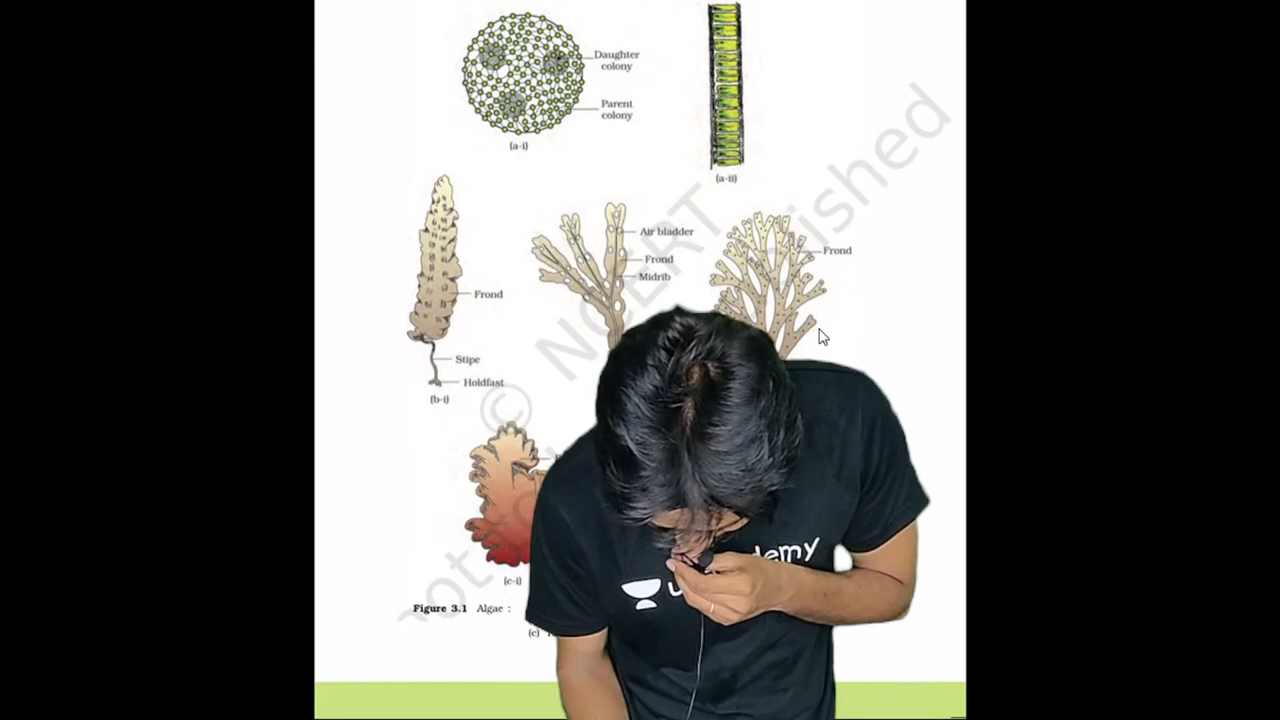 Daughter
colony
Parent
colony
(a-i)
(a-ii)
Air bladder
Frond
Midrib
Frond
Frond
Stipe
Holdfast
(b-i)
© NCERT
not
ished
demy
u
(c-i)
Figure 3.1 Algae :
(c)